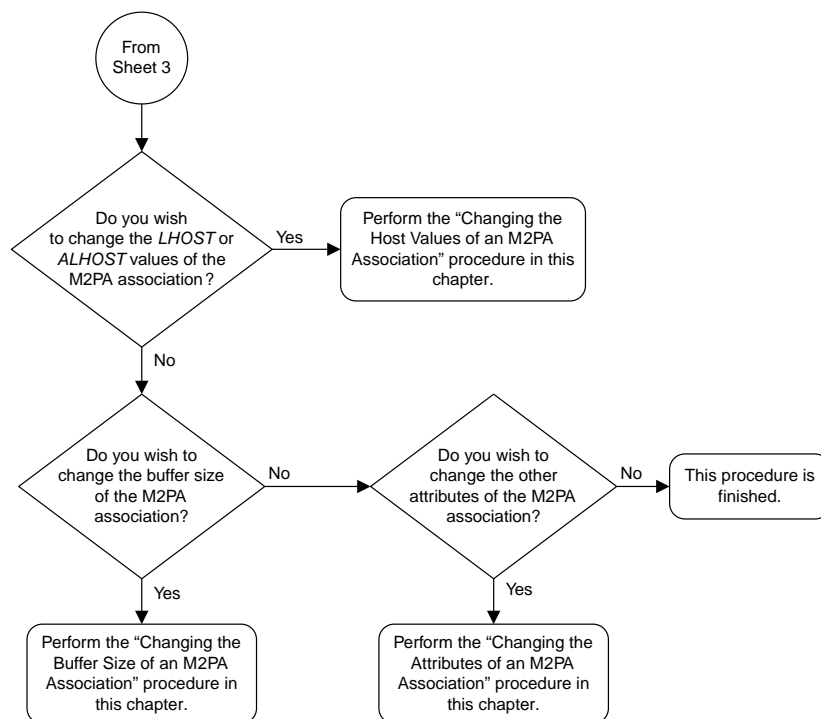 From
Sheet 3
Do you wish
to change the LHOST or
ALHOST values of the
M2PA association?
Yes
Perform the “Changing the
Host Values of an M2PA
Association” procedure in this
chapter.
No
Do you wish to
change the buffer size
of the M2PA
association?
No
Do you wish to
change the other
attributes of the M2PA
association?
No
This procedure is
finished.
Yes
Perform the “Changing the
Buffer Size of an M2PA
Association” procedure in
this chapter.
Yes
Perform the “Changing the
Attributes of an M2PA
Association” procedure in
this chapter.